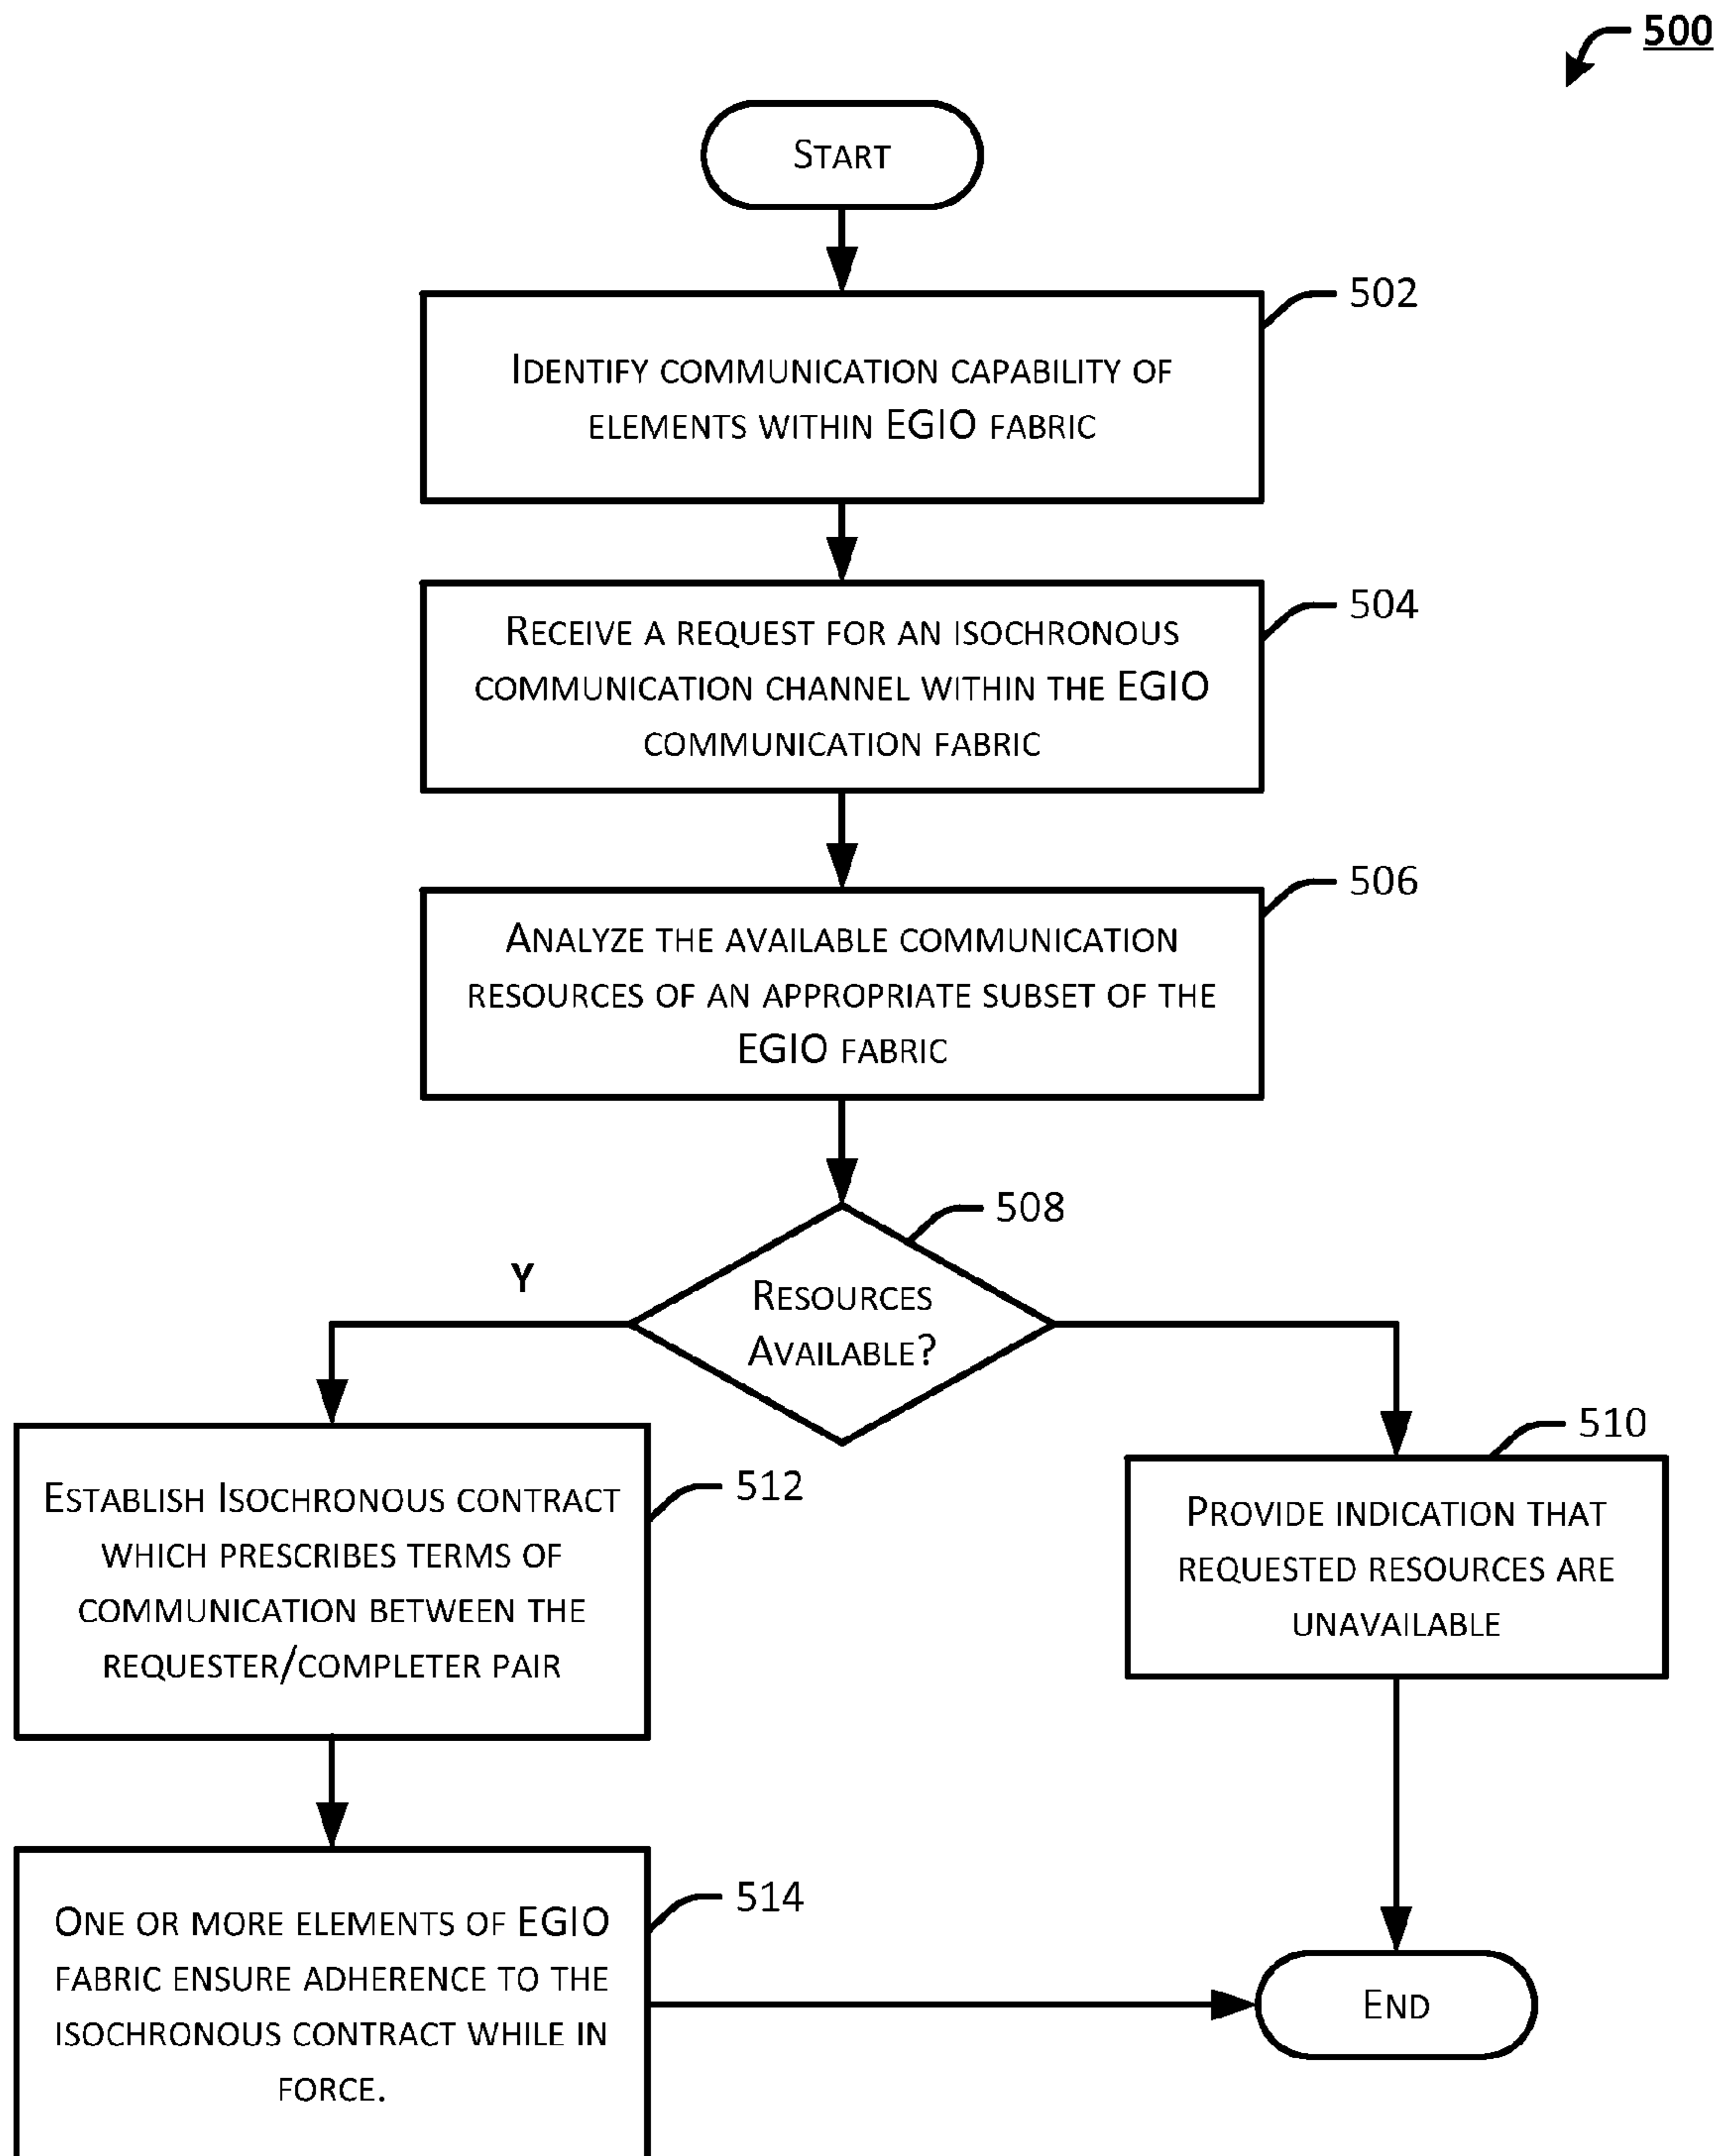 500
START
502
IDENTIFY COMMUNICATION CAPABILITY OF
ELEMENTS WITHIN EGIO FABRIC
504
RECEIVE A REQUEST FOR AN ISOCHRONOUS
COMMUNICATION CHANNEL WITHIN THE EGIO
COMMUNICATION FABRIC
506
ANALYZE THE AVAILABLE COMMUNICATION
RESOURCES OF AN APPROPRIATE SUBSET OF THE
EGIO FABRIC
508
RESOURCES
AVAILABLE?
Y
512
ESTABLISH ISOCHRONOUS CONTRACT
WHICH PRESCRIBES TERMS OF
COMMUNICATION BETWEEN THE
REQUESTER/COMPLETER PAIR
510
PROVIDE INDICATION THAT
REQUESTED RESOURCES ARE
UNAVAILABLE
514
ONE OR MORE ELEMENTS OF EGIO
FABRIC ENSURE ADHERENCE TO THE
ISOCHRONOUS CONTRACT WHILE IN
FORCE.
END